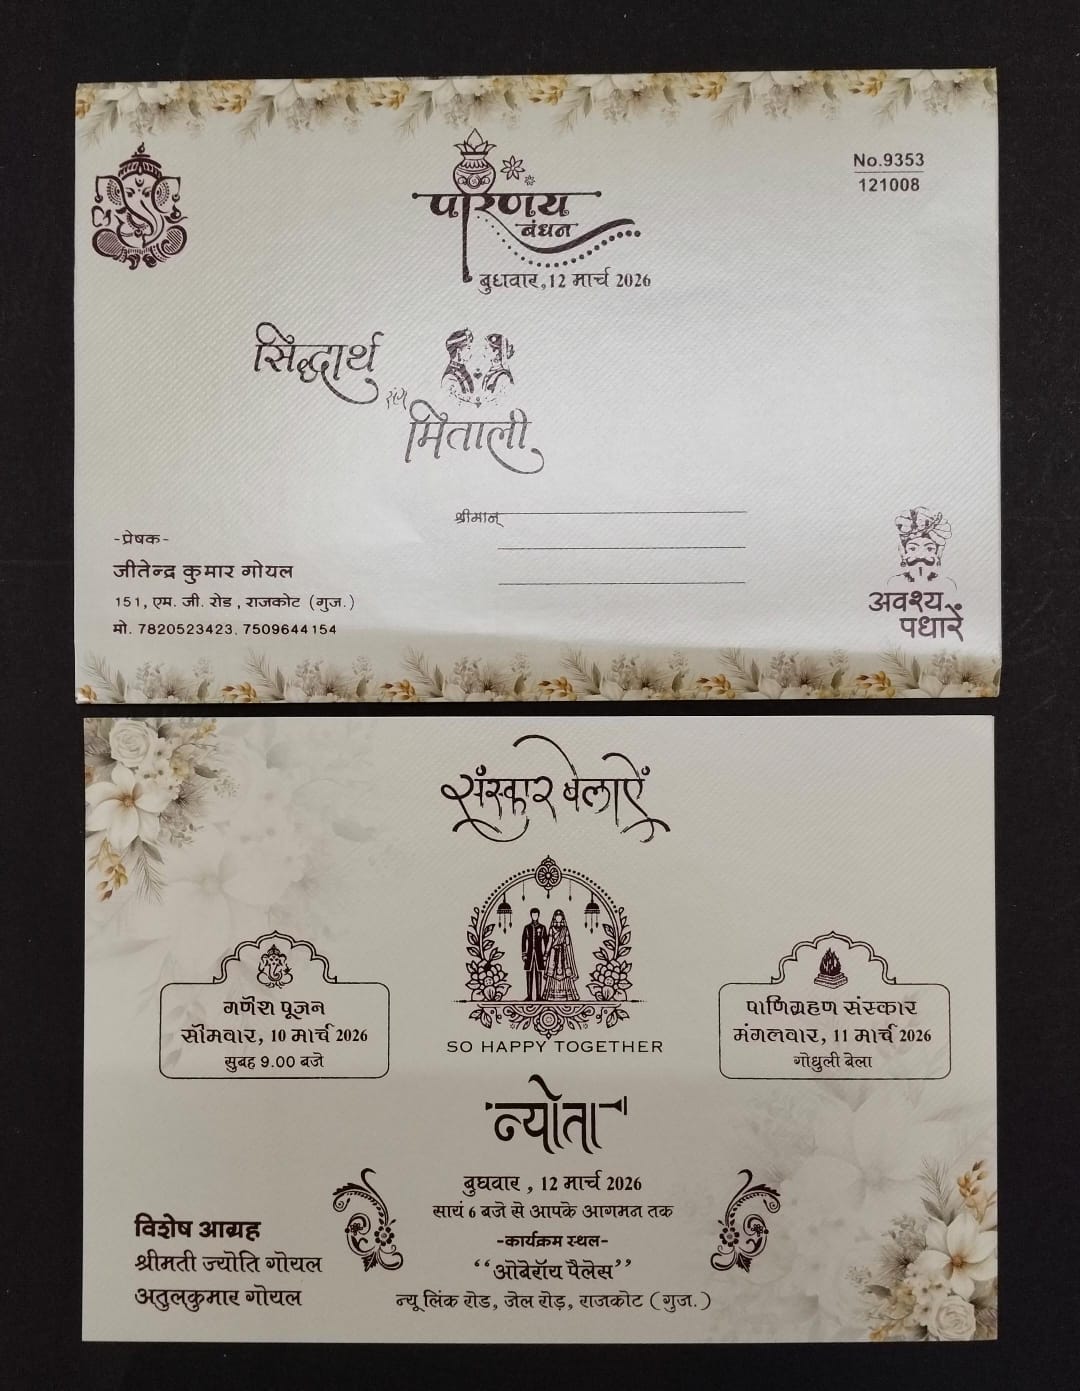 No.9353
121008
परिणय
बंधन
बुधवार,12 मार्च 2026
सिद्धार्थ
संग
मिताली
श्रीमान्
-प्रेषक-
जीतेन्द्र कुमार गोयल
151, एम. जी. रोड, राजकोट (गुज.)
मो. 7820523423, 7509644154
अवश्य
पधारें
संस्कार बेलाऐं
गणेश पूजन
सोमवार, 10 मार्च 2026
सुबह 9.00 बजे
SO HAPPY TOGETHER
पाणिग्रहण संस्कार
मंगलवार, 11 मार्च 2026
गोधुली बेला
न्योता
बुधवार , 12 मार्च 2026
सायं 6 बजे से आपके आगमन तक
-कार्यक्रम स्थल-
“ओबेरॉय पैलेस”
न्यू लिंक रोड, जेल रोड़, राजकोट (गुज.)
विशेष आग्रह
श्रीमती ज्योति गोयल
अतुलकुमार गोयल